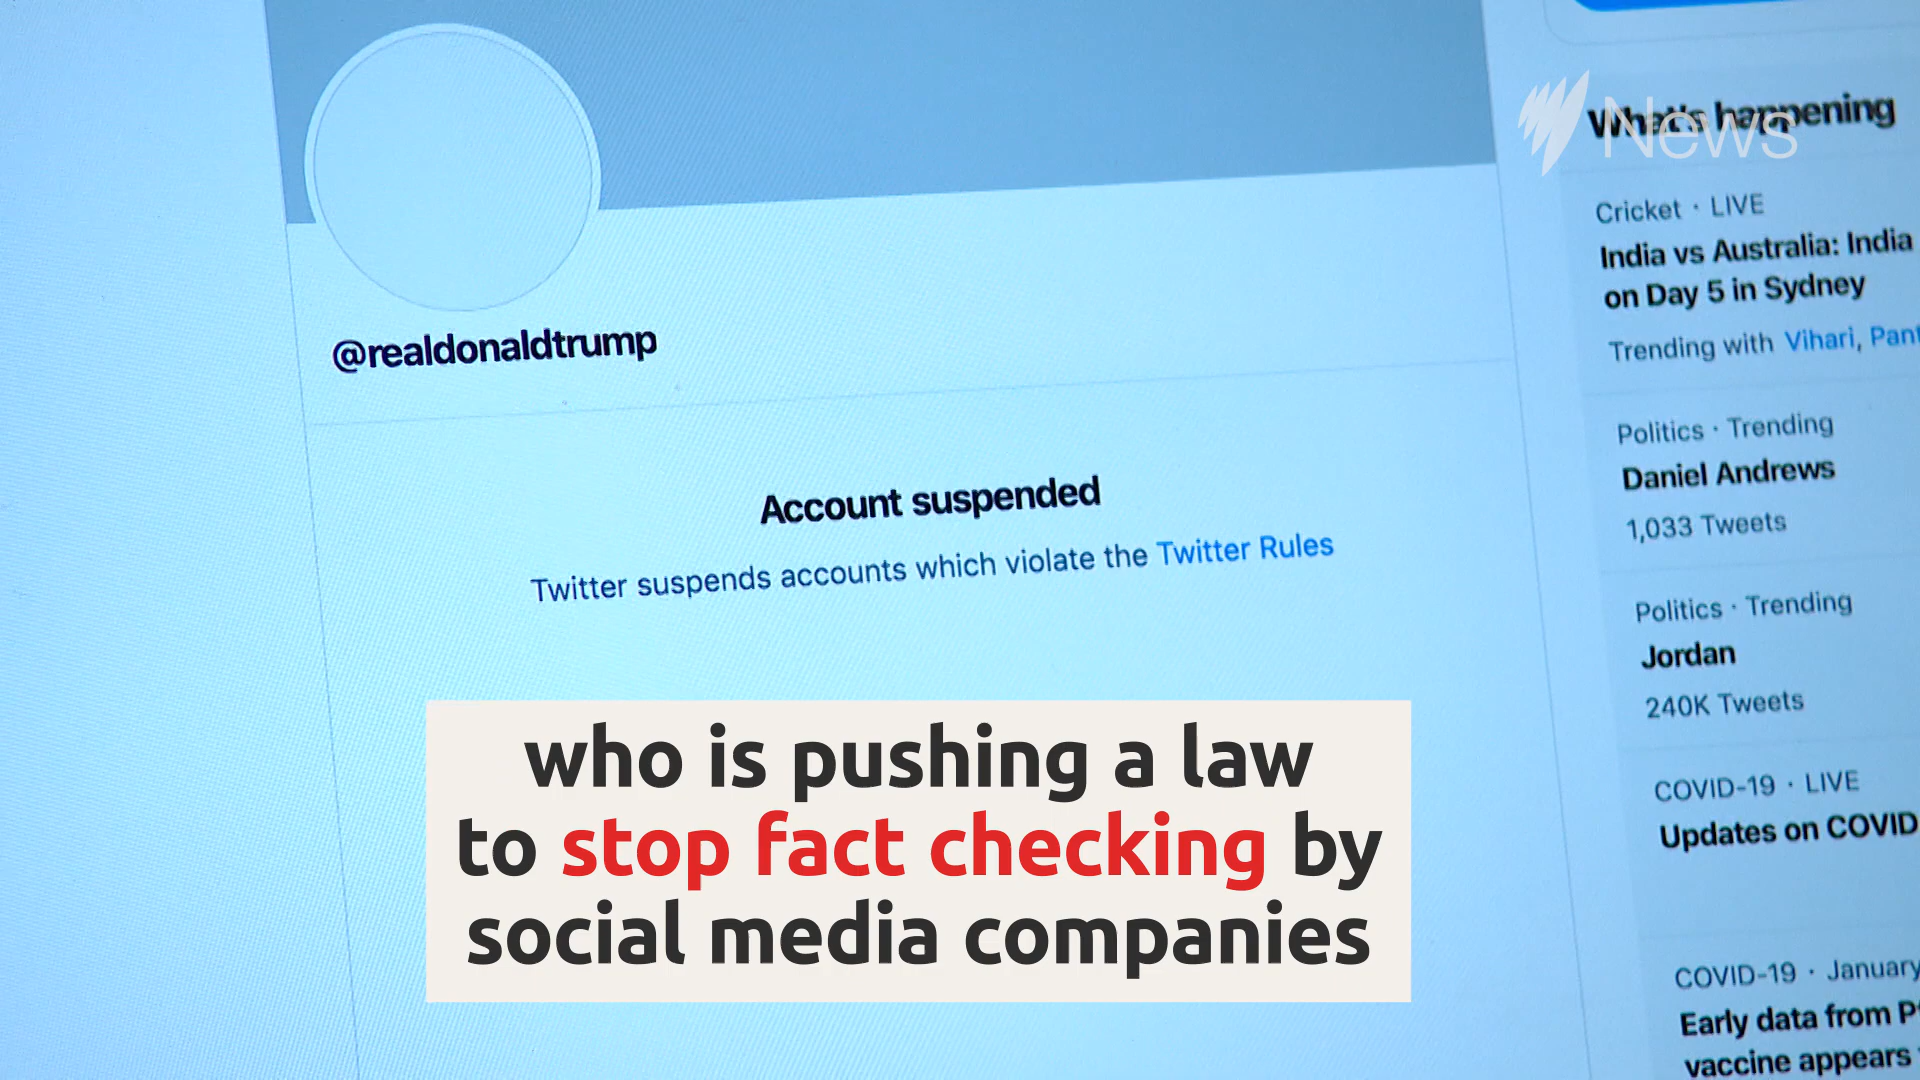 @realdonaldtrump
Account suspended
Twitter suspends accounts which violate the Twitter Rules
who is pushing a law
to stop fact checking by
social media companies
News
What's happening
Cricket · LIVE
India vs Australia: India
on Day 5 in Sydney
Trending with Vihari, Pant
Politics · Trending
Daniel Andrews
1,033 Tweets
Politics · Trending
Jordan
240K Tweets
COVID-19 · LIVE
Updates on COVID
COVID-19 · January
Early data from
vaccine appears